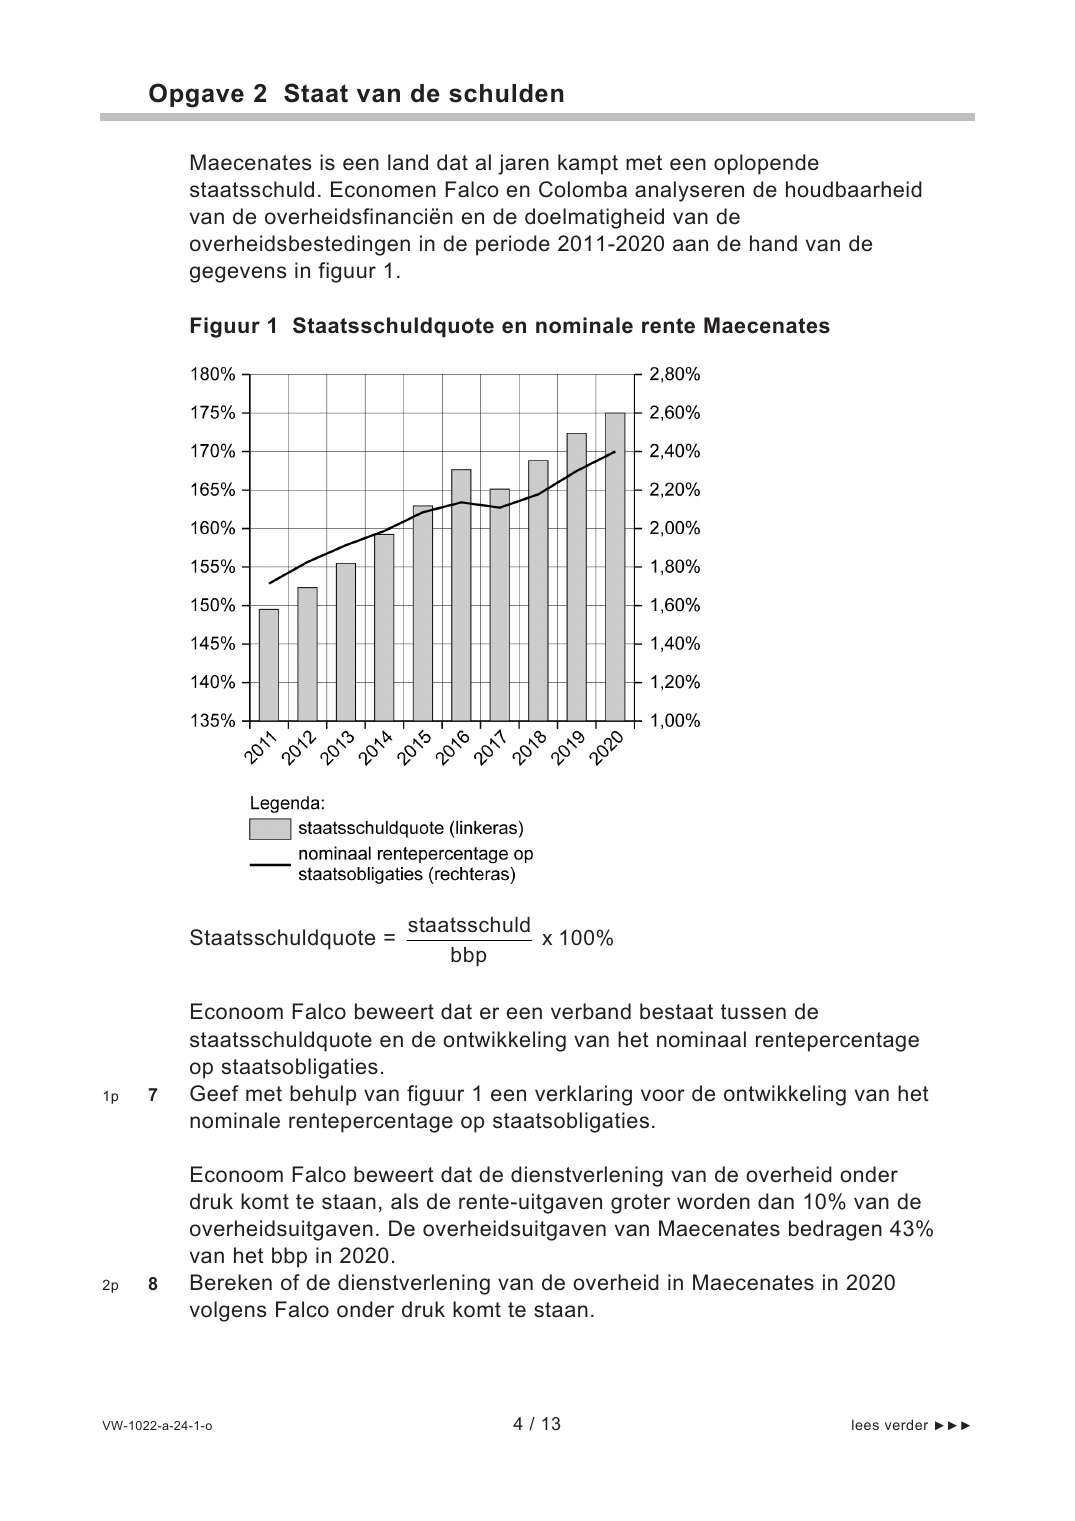 Opgave 2  Staat van de schulden
Maecenates is een land dat al jaren kampt met een oplopende
staatsschuld. Economen Falco en Colomba analyseren de houdbaarheid
van de overheidsfinanciën en de doelmatigheid van de
overheidsbestedingen in de periode 2011-2020 aan de hand van de
gegevens in figuur 1.
Figuur 1  Staatsschuldquote en nominale rente Maecenates
180% 2,80%
175% 2,60%
170% 2,40%
165% 2,20%
160% 2,00%
155% 1,80%
150% 1,60%
145% 1,40%
140% 1,20%
135% 1,00%
2011 2012 2013 2014 2015 2016 2017 2018 2019 2020
Legenda:
staatsschuldquote (linkeras)
nominaal rentepercentage op
staatsobligaties (rechteras)
staatsschuld
Staatsschuldquote = x 100%
bbp
Econoom Falco beweert dat er een verband bestaat tussen de
staatsschuldquote en de ontwikkeling van het nominaal rentepercentage
op staatsobligaties.
1p 7 Geef met behulp van figuur 1 een verklaring voor de ontwikkeling van het
nominale rentepercentage op staatsobligaties.
Econoom Falco beweert dat de dienstverlening van de overheid onder
druk komt te staan, als de rente-uitgaven groter worden dan 10% van de
overheidsuitgaven. De overheidsuitgaven van Maecenates bedragen 43%
van het bbp in 2020.
2p 8 Bereken of de dienstverlening van de overheid in Maecenates in 2020
volgens Falco onder druk komt te staan.
VW-1022-a-24-1-o 4 / 13 lees verder ►►►